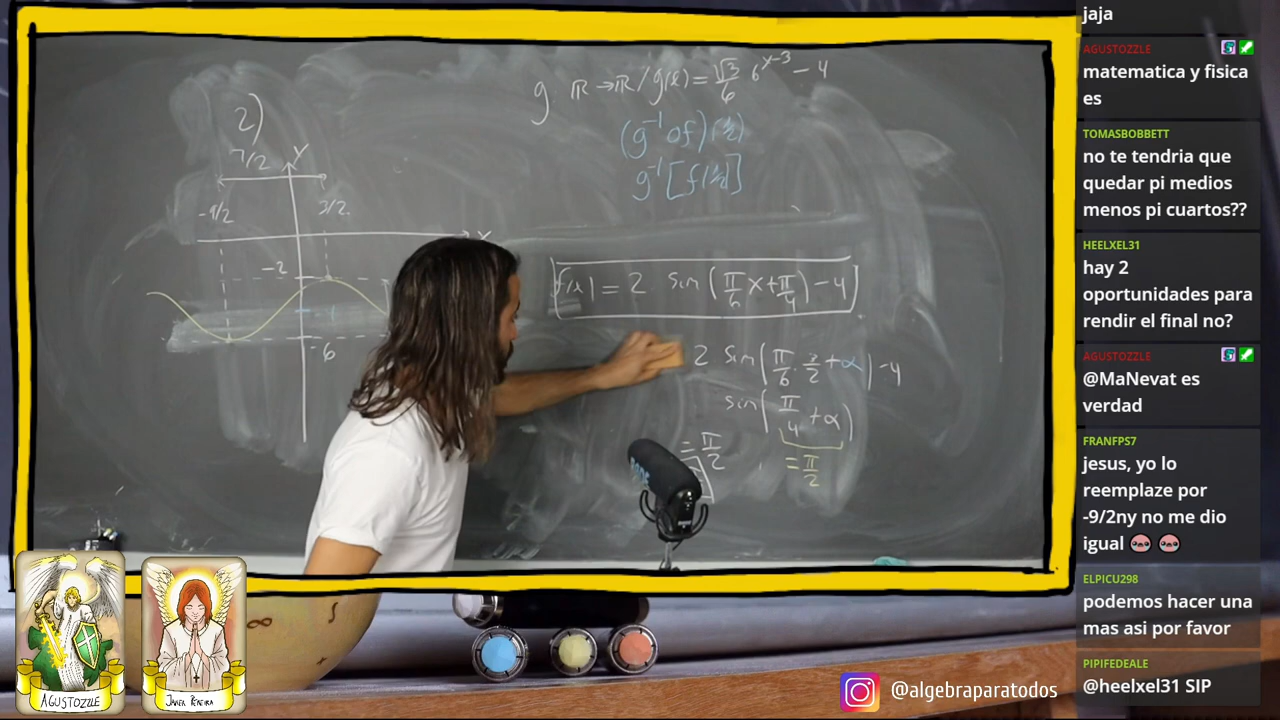 g ℝ→ℝ/g(x)=√3/6 6^(x-3) - 4
(g⁻¹ o f)(½)
g⁻¹[f(½)]
2)
7/2
Y
-9/2
3/2
X
-2
-6
f(x) = 2 sin(π/6 x + π/4) - 4
2 sin(π/6 · 3/2 + α) - 4
sin(π/4 + α)
= π/2
= π/2
AGUSTOZZLE
JAVIER PEREIRA
@algebraparatodos
jaja
AGUSTOZZLE
matematica y fisica
es
TOMASBOBBETT
no te tendria que
quedar pi medios
menos pi cuartos??
HEELXEL31
hay 2
oportunidades para
rendir el final no?
AGUSTOZZLE
@MaNevat es
verdad
FRANFPS7
jesus, yo lo
reemplaze por
-9/2ny no me dio
igual
ELPICU298
podemos hacer una
mas asi por favor
PIPIFEDEALE
@heelxel31 SIP